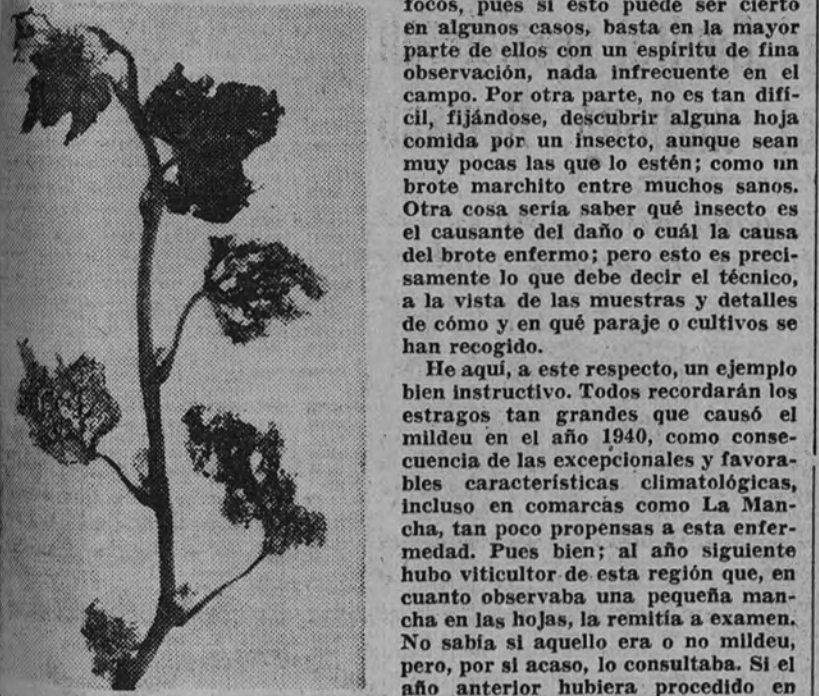 focos, pues si esto puede ser cierto
en algunos casos, basta en la mayor
parte de ellos con un espíritu de fina
observación, nada infrecuente en el
campo. Por otra parte, no es tan difí-
cil, fijándose, descubrir alguna hoja
comida por un insecto, aunque sean
muy pocas las que lo estén; como un
brote marchito entre muchos sanos.
Otra cosa sería saber qué insecto es
el causante del daño o cuál la causa
del brote enfermo; pero esto es preci-
samente lo que debe decir el técnico,
a la vista de las muestras y detalles
de cómo y en qué paraje o cultivos se
han recogido.
He aquí, a este respecto, un ejemplo
bien instructivo. Todos recordarán los
estragos tan grandes que causó el
mildeu en el año 1940, como conse-
cuencia de las excepcionales y favora-
bles características climatológicas,
incluso en comarcas como La Man-
cha, tan poco propensas a esta enfer-
medad. Pues bien; al año siguiente
hubo viticultor de esta región que, en
cuanto observaba una pequeña man-
cha en las hojas, la remitía a examen.
No sabía si aquello era o no mildeu,
pero, por si acaso, lo consultaba. Si el
año anterior hubiera procedido en